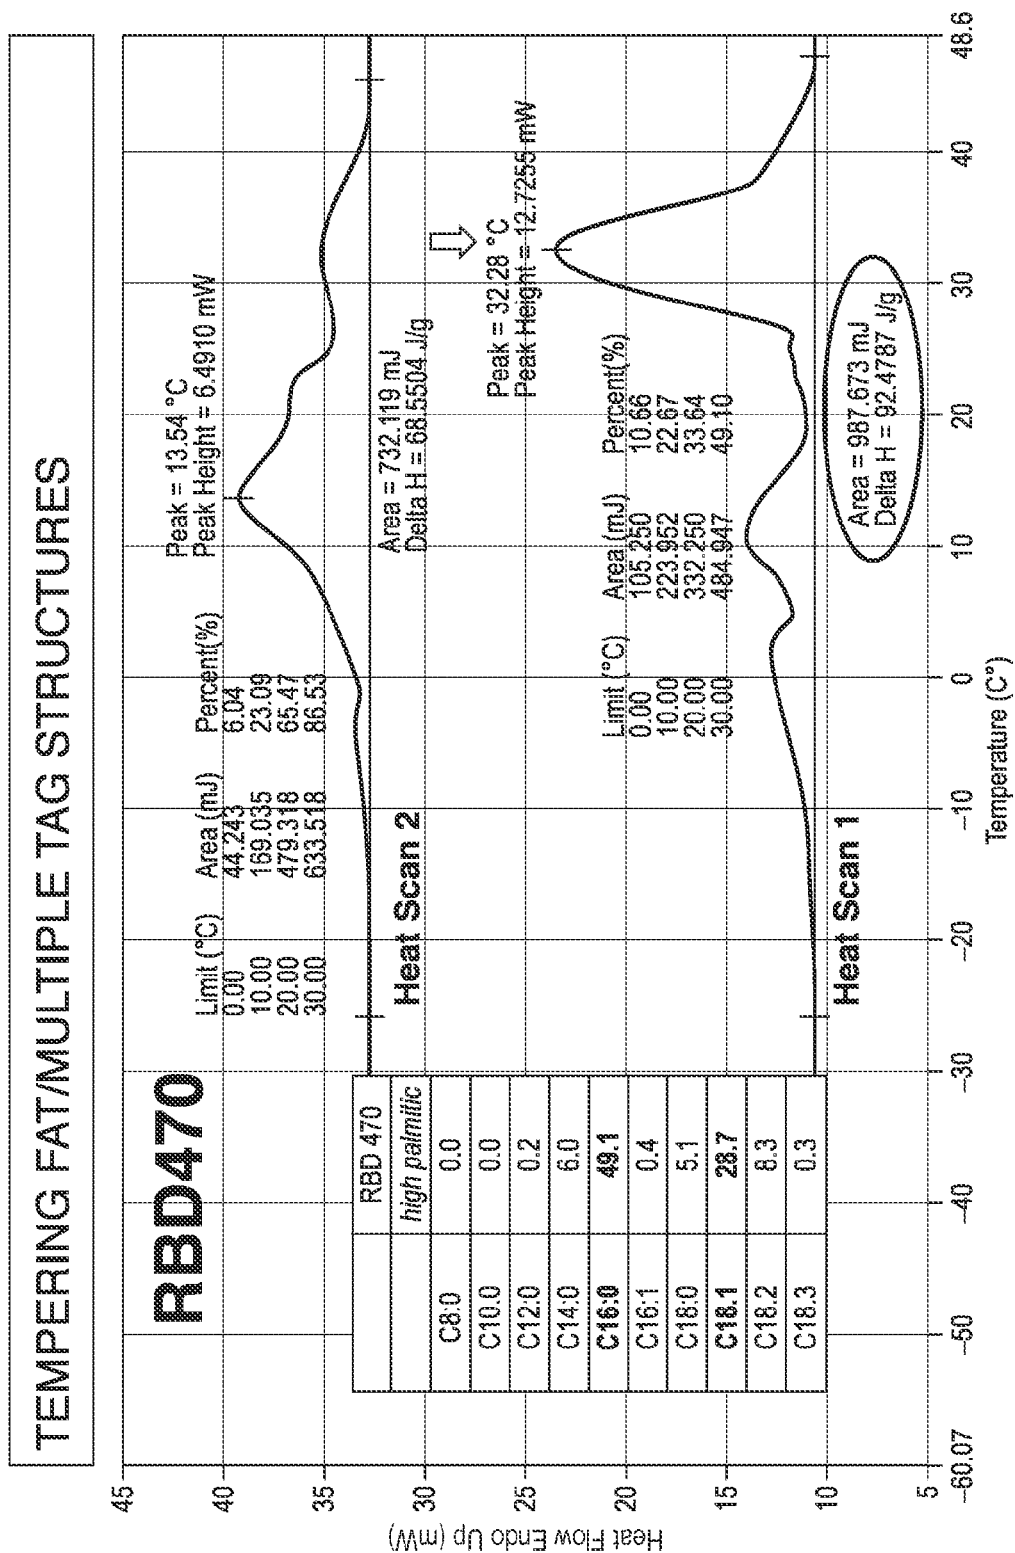 TEMPERING FAT/MULTIPLE TAG STRUCTURES
RBD470
Limit (°C) Area (mJ) Percent(%)
0.00 44.243 6.04
10.00 169.035 23.09
20.00 479.318 65.47
30.00 633.518 86.53
Peak = 13.54 °C
Peak Height = 6.4910 mW
Area = 732.119 mJ
Delta H = 68.5504 J/g
Heat Scan 2
Peak = 32.28 °C
Peak Height = 12.7255 mW
Limit (°C) Area (mJ) Percent(%)
0.00 105.250 10.66
10.00 223.952 22.67
20.00 332.250 33.64
30.00 484.947 49.10
Heat Scan 1
Area = 987.673 mJ
Delta H = 92.4787 J/g
RBD 470
high palmitic
C8:0 0.0
C10.0 0.0
C12:0 0.2
C14:0 6.0
C16:0 49.1
C16:1 0.4
C18:0 5.1
C18.1 28.7
C18.2 8.3
C18.3 0.3
Heat Flow Endo Up (mW)
45
40
35
30
25
20
15
10
5
-60.07 -50 -40 -30 -20 -10 0 10 20 30 40 48.6
Temperature (C°)